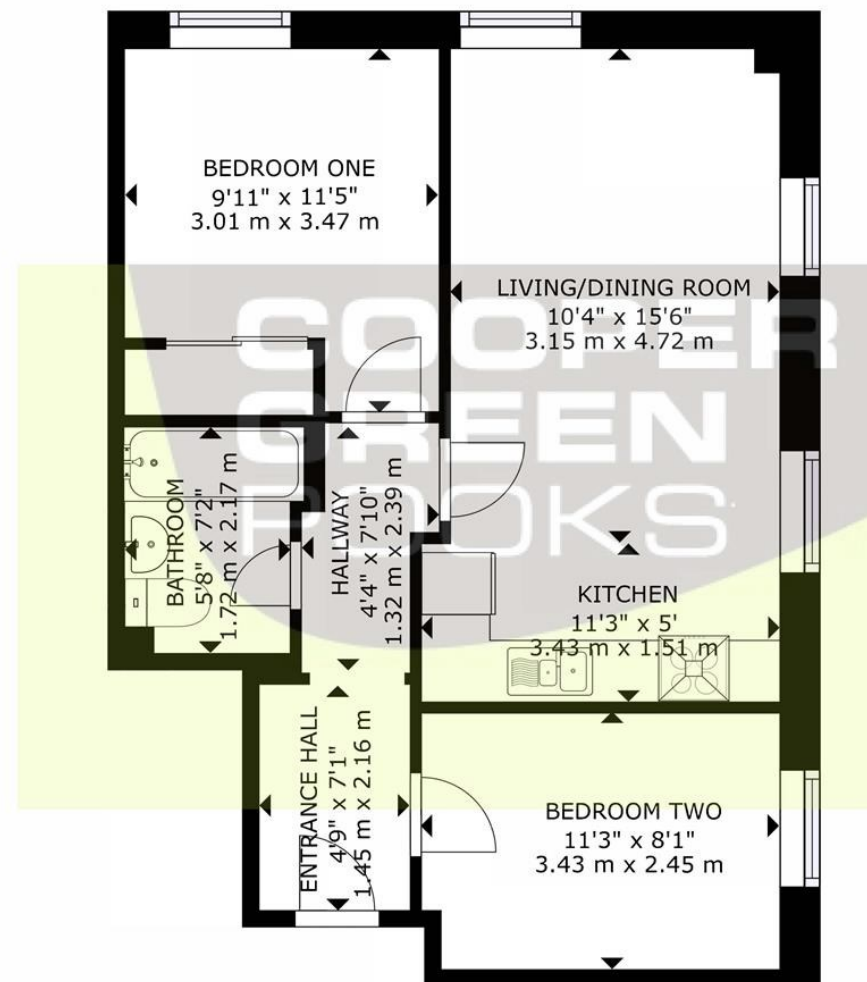 BEDROOM ONE
9'11" x 11'5"
3.01 m x 3.47 m
LIVING/DINING ROOM
10'4" x 15'6"
3.15 m x 4.72 m
COOPER
GREEN
POOKS
BATHROOM
5'8" x 7'2"
1.72 m x 2.17 m
HALLWAY
4'4" x 7'10"
1.32 m x 2.39 m
KITCHEN
11'3" x 5'
3.43 m x 1.51 m
ENTRANCE HALL
4'9" x 7'1"
1.45 m x 2.16 m
BEDROOM TWO
11'3" x 8'1"
3.43 m x 2.45 m